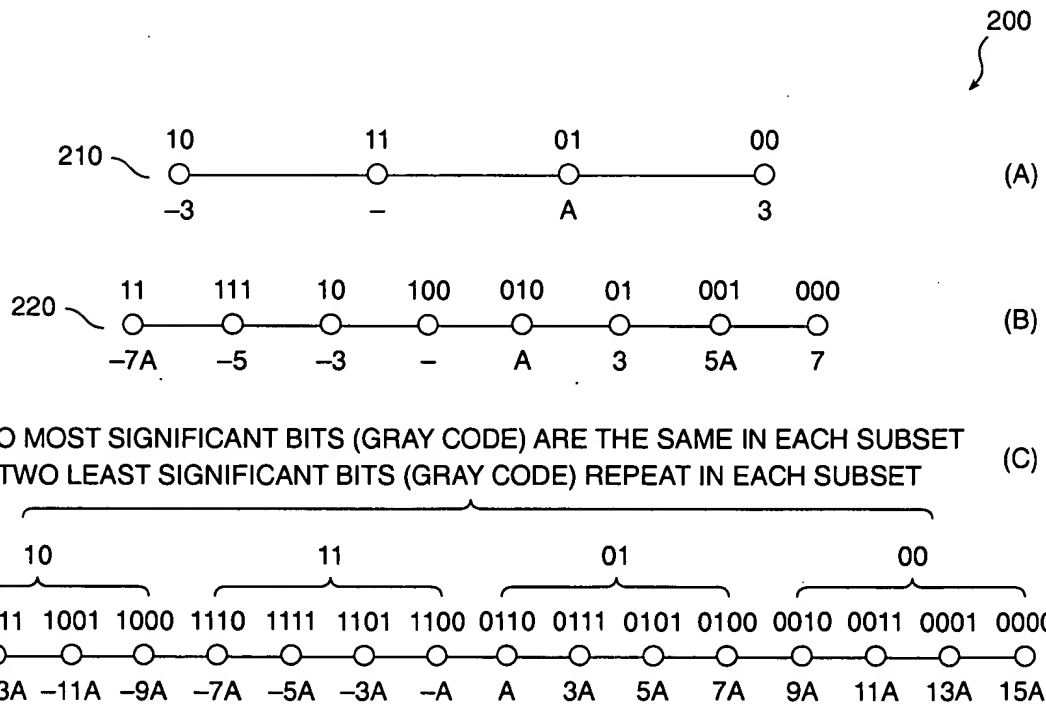 200
10 11 01 00
210 (A)
–3 – A 3
11 111 10 100 010 01 001 000
220 (B)
–7A –5 –3 – A 3 5A 7
O MOST SIGNIFICANT BITS (GRAY CODE) ARE THE SAME IN EACH SUBSET
(C)
TWO LEAST SIGNIFICANT BITS (GRAY CODE) REPEAT IN EACH SUBSET
10 11 01 00
11 1001 1000 1110 1111 1101 1100 0110 0111 0101 0100 0010 0011 0001 0000
3A –11A –9A –7A –5A –3A –A A 3A 5A 7A 9A 11A 13A 15A